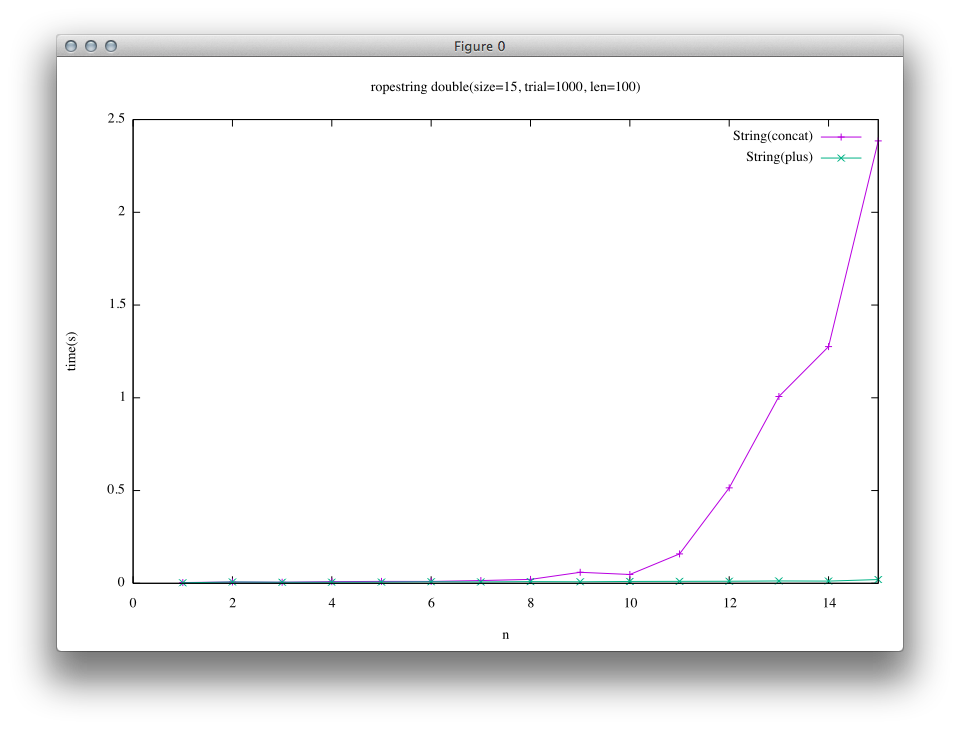 Figure 0
ropestring double(size=15, trial=1000, len=100)
String(concat)
String(plus)
2.5
2
1.5
1
0.5
0
time(s)
0 2 4 6 8 10 12 14
n